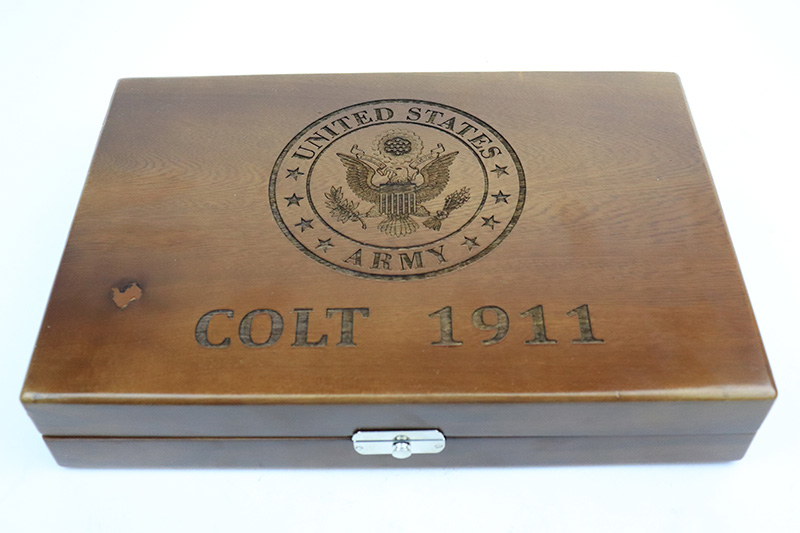 UNITED STATES
ARMY
COLT 1911